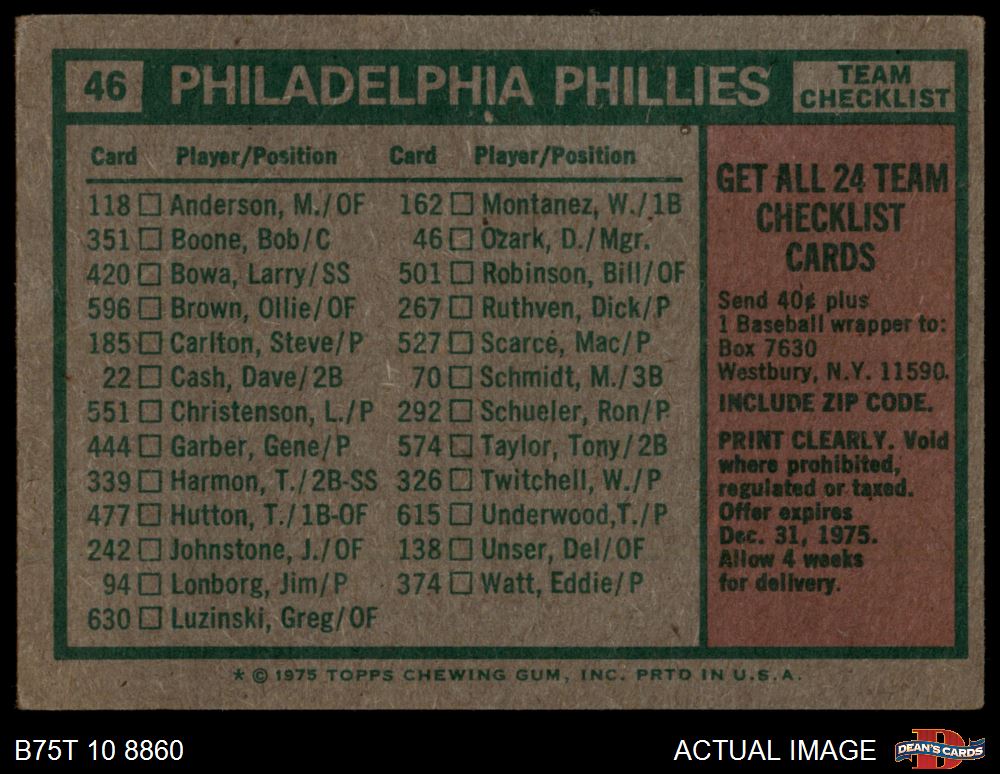 46 PHILADELPHIA PHILLIES TEAM CHECKLIST
Card Player/Position Card Player/Position
118 Anderson, M./OF
351 Boone, Bob/C
420 Bowa, Larry/SS
596 Brown, Ollie/OF
185 Carlton, Steve/P
22 Cash, Dave/2B
551 Christenson, L./P
444 Garber, Gene/P
339 Harmon, T./2B-SS
477 Hutton, T./1B-OF
242 Johnstone, J./OF
94 Lonborg, Jim/P
630 Luzinski, Greg/OF
162 Montanez, W./1B
46 Ozark, D./Mgr.
501 Robinson, Bill/OF
267 Ruthven, Dick/P
527 Scarce, Mac/P
70 Schmidt, M./3B
292 Schueler, Ron/P
574 Taylor, Tony/2B
326 Twitchell, W./P
615 Underwood,T./P
138 Unser, Del/OF
374 Watt, Eddie/P
GET ALL 24 TEAM
CHECKLIST
CARDS
Send 40¢ plus
1 Baseball wrapper to:
Box 7630
Westbury, N.Y. 11590.
INCLUDE ZIP CODE.
PRINT CLEARLY. Void
where prohibited,
regulated or taxed.
Offer expires
Dec. 31, 1975.
Allow 4 weeks
for delivery.
* © 1975 TOPPS CHEWING GUM, INC. PRTD IN U.S.A.
B75T 10 8860 ACTUAL IMAGE DEAN'S CARDS